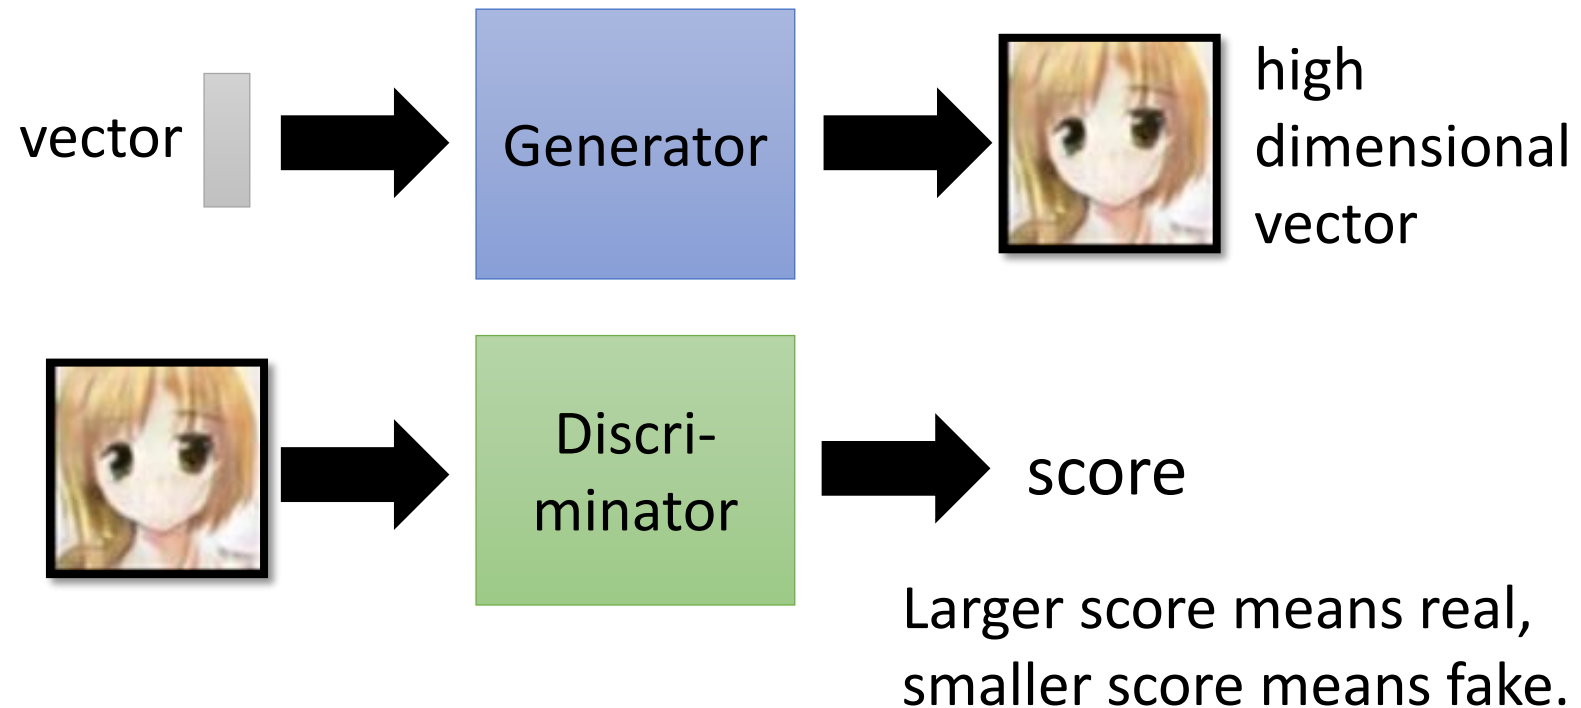 vector
Generator
high
dimensional
vector
Discri-
minator
score
Larger score means real,
smaller score means fake.